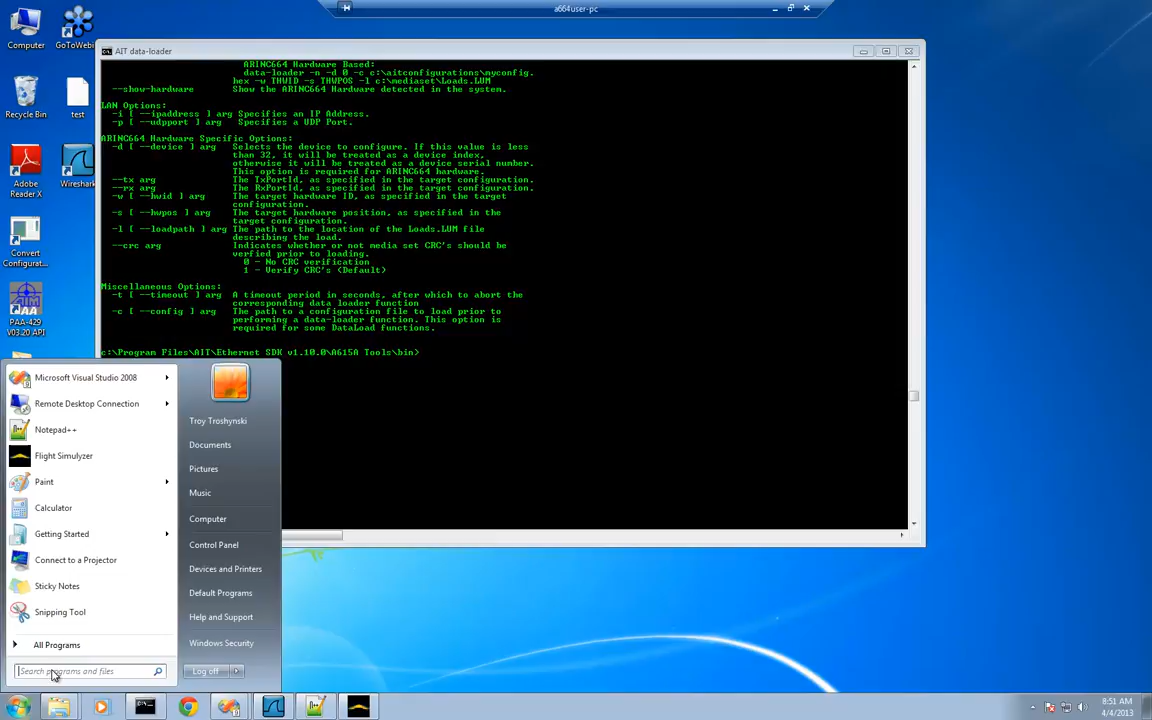 a664user-pc
Computer
GoToWebi
Recycle Bin
test
Adobe
Reader X
Wireshark
Convert
Configurat...
PAA-429
V03.20 API
AIT data-loader
ARINC664 Hardware Based:
data-loader -n -d 0 -c c:\aitconfigurations\myconfig.
hex -w THWID -s THWPOS -l c:\mediaset\Loads.LUM
--show-hardware Show the ARINC664 Hardware detected in the system.
LAN Options:
-i [ --ipaddress ] arg Specifies an IP Address.
-p [ --udpport ] arg Specifies a UDP Port.
ARINC664 Hardware Specific Options:
-d [ --device ] arg Selects the device to configure. If this value is less
than 32, it will be treated as a device index,
otherwise it will be treated as a device serial number.
This option is required for ARINC664 hardware.
--tx arg The TxPortId, as specified in the target configuration.
--rx arg The RxPortId, as specified in the target configuration.
-w [ --hwid ] arg The target hardware ID, as specified in the target
configuration.
-s [ --hwpos ] arg The target hardware position, as specified in the
target configuration.
-l [ --loadpath ] arg The path to the location of the Loads.LUM file
describing the load.
--crc arg Indicates whether or not media set CRC's should be
verfied prior to loading.
0 - No CRC verification
1 - Verify CRC's (Default)
Miscellaneous Options:
-t [ --timeout ] arg A timeout period in seconds, after which to abort the
corresponding data loader function
-c [ --config ] arg The path to a configuration file to load prior to
performing a data-loader function. This option is
required for some DataLoad functions.
c:\Program Files\AIT\Ethernet SDK v1.10.0\A615A Tools\bin>
Microsoft Visual Studio 2008
Remote Desktop Connection
Notepad++
Flight Simulyzer
Paint
Calculator
Getting Started
Connect to a Projector
Sticky Notes
Snipping Tool
All Programs
Search programs and files
Troy Troshynski
Documents
Pictures
Music
Computer
Control Panel
Devices and Printers
Default Programs
Help and Support
Windows Security
Log off
8:51 AM
4/4/2013